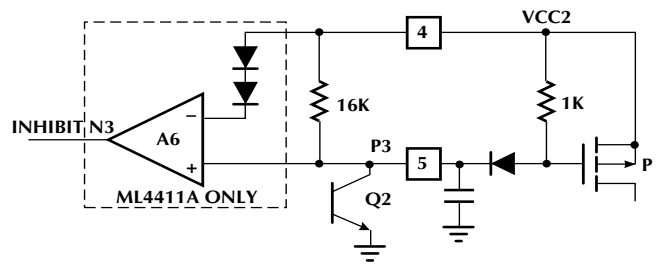 VCC2
4
16K
1K
INHIBIT N3
A6
−
+
P3
5
P
ML4411A ONLY
Q2